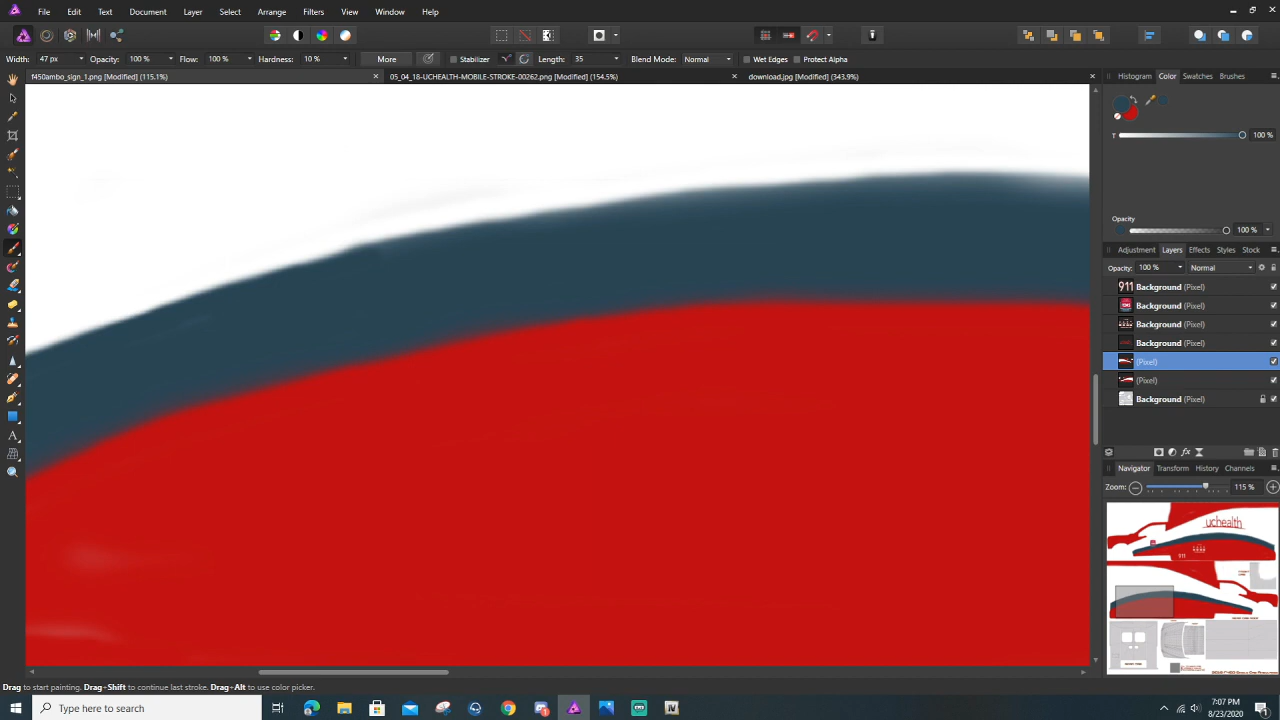 File Edit Text Document Layer Select Arrange Filters View Window Help
Width: 47 px Opacity: 100 % Flow: 100 % Hardness: 10 % More Stabilizer Length: 35 Blend Mode: Normal Wet Edges Protect Alpha
f450ambo_sign_1.png [Modified] (115.1%) 05_04_18-UCHEALTH-MOBILE-STROKE-00262.png [Modified] (154.5%) download.jpg [Modified] (343.9%)
Histogram Color Swatches Brushes
T 100 %
Opacity
100 %
Adjustment Layers Effects Styles Stock
Opacity: 100 % Normal
911 Background (Pixel)
Background (Pixel)
Background (Pixel)
Background (Pixel)
(Pixel)
(Pixel)
Background (Pixel)
Navigator Transform History Channels
Zoom: 115 %
uchealth
911
Drag to start painting. Drag+Shift to continue last stroke. Drag+Alt to use color picker.
Type here to search
7:07 PM
8/23/2020
1